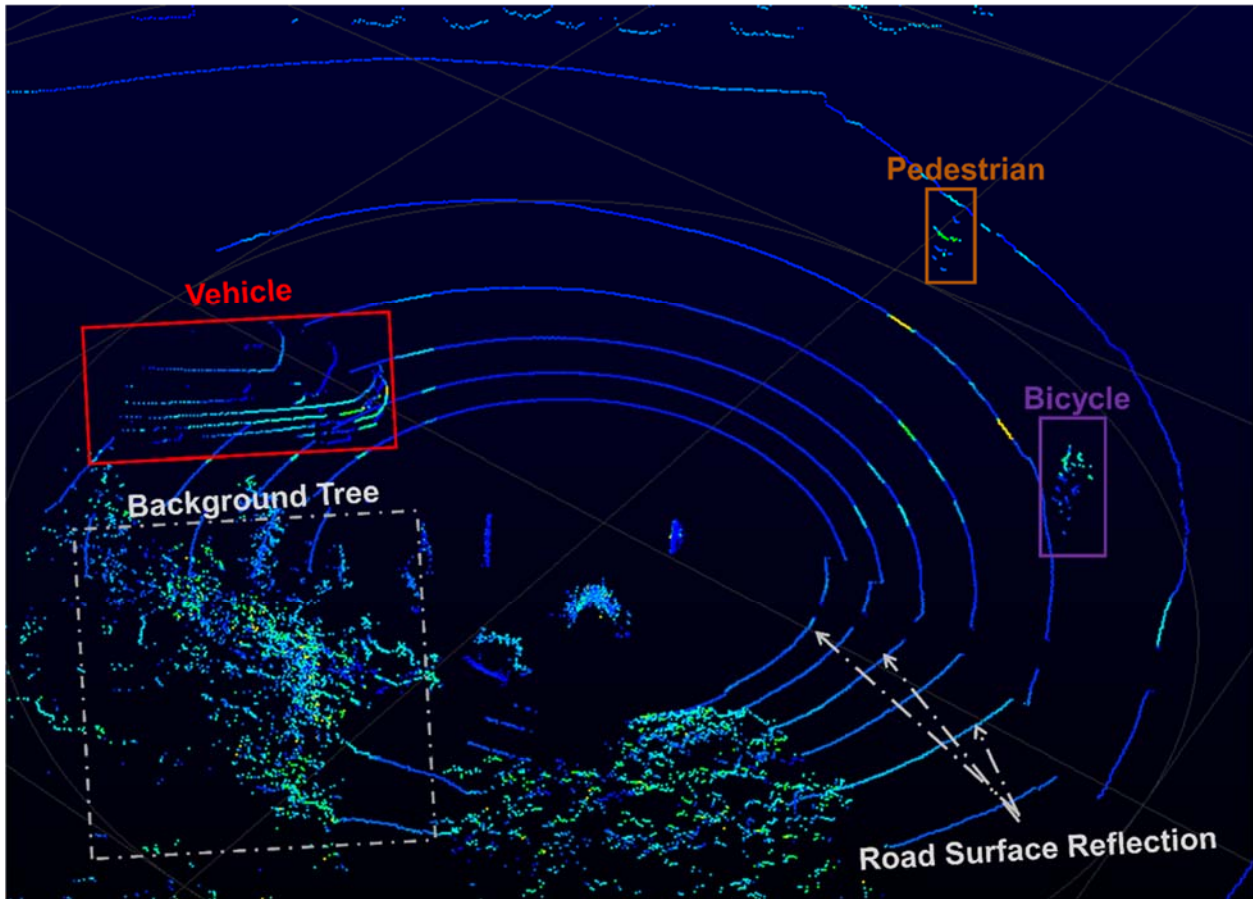 Pedestrian
Vehicle
Bicycle
Background Tree
Road Surface Reflection